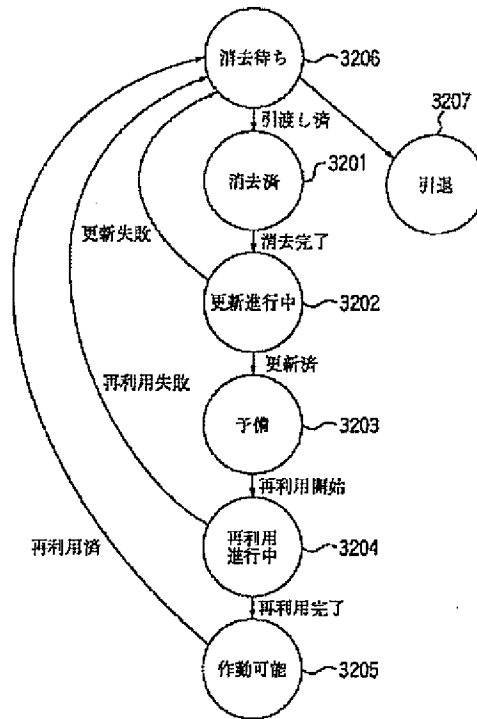 消去待ち
3206
3207
引渡し済
3201
消去済
引退
更新失敗
消去完了
更新進行中
3202
更新済
再利用失敗
予備
3203
再利用開始
再利用
進行中
3204
再利用済
再利用完了
作動可能
3205